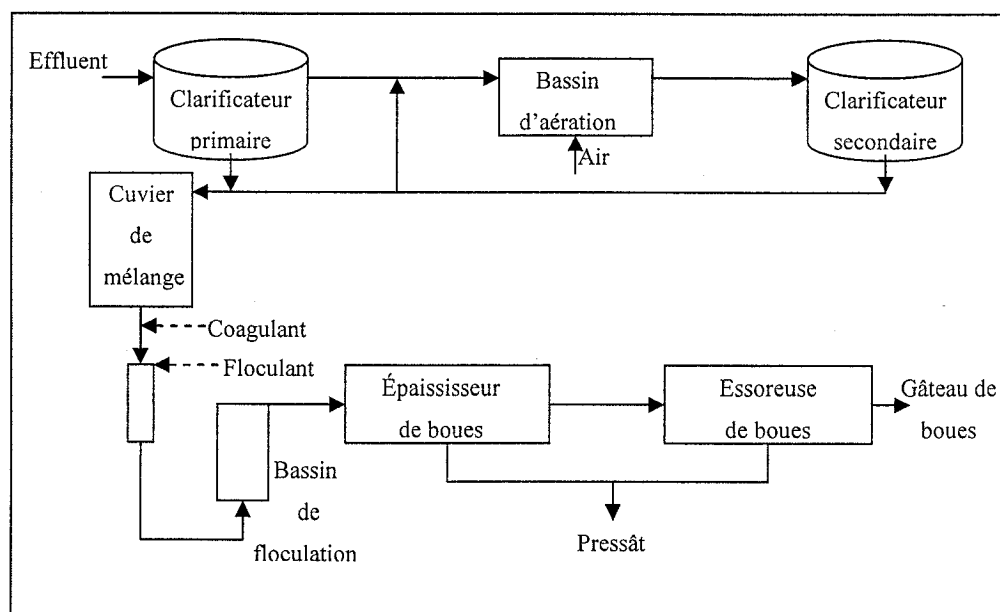 Effluent
Clarificateur
primaire
Bassin
d'aération
Air
Clarificateur
secondaire
Cuvier
de
mélange
Coagulant
Floculant
Bassin
de
floculation
Épaississeur
de boues
Essoreuse
de boues
Gâteau de
boues
Pressât